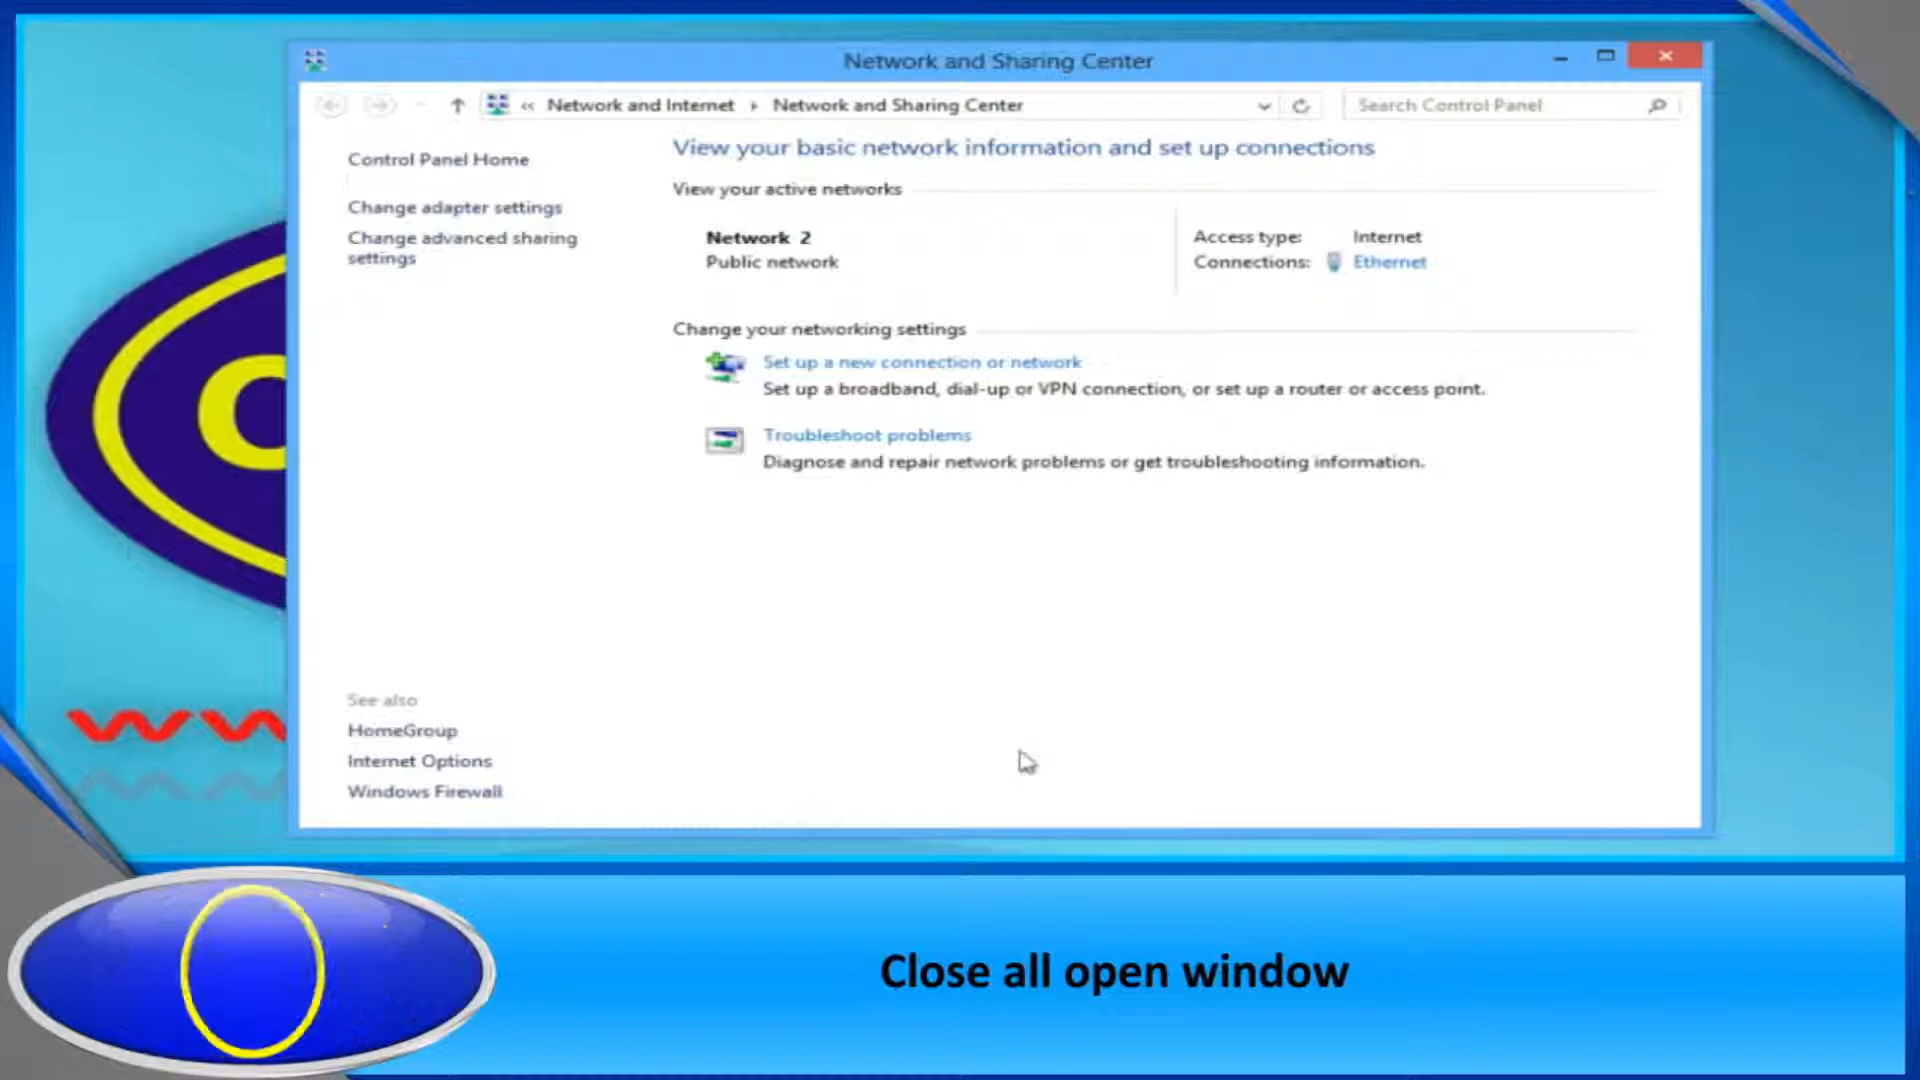 Network and Sharing Center
« Network and Internet ▸ Network and Sharing Center
Search Control Panel
Control Panel Home
Change adapter settings
Change advanced sharing
settings
View your basic network information and set up connections
View your active networks
Network 2
Public network
Access type: Internet
Connections: Ethernet
Change your networking settings
Set up a new connection or network
Set up a broadband, dial-up or VPN connection, or set up a router or access point.
Troubleshoot problems
Diagnose and repair network problems or get troubleshooting information.
See also
HomeGroup
Internet Options
Windows Firewall
Close all open window